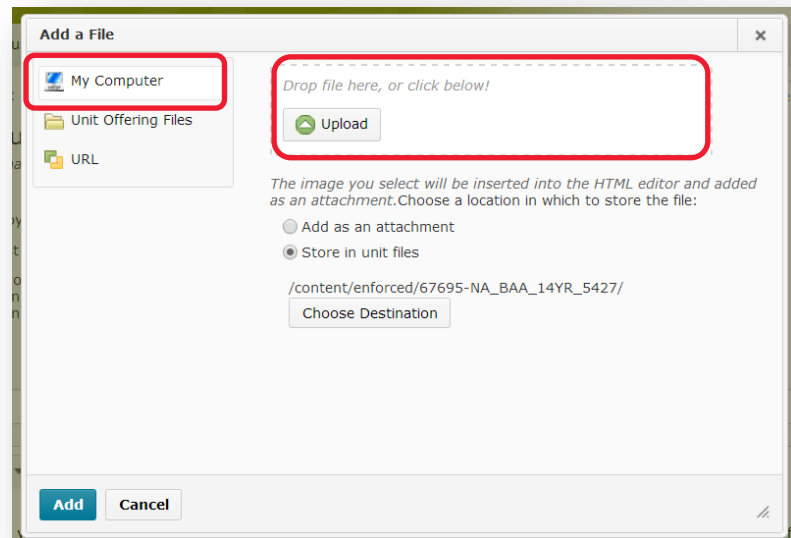 Add a File
My Computer
Unit Offering Files
URL
Drop file here, or click below!
Upload
The image you select will be inserted into the HTML editor and added
as an attachment.Choose a location in which to store the file:
Add as an attachment
Store in unit files
/content/enforced/67695-NA_BAA_14YR_5427/
Choose Destination
Add
Cancel